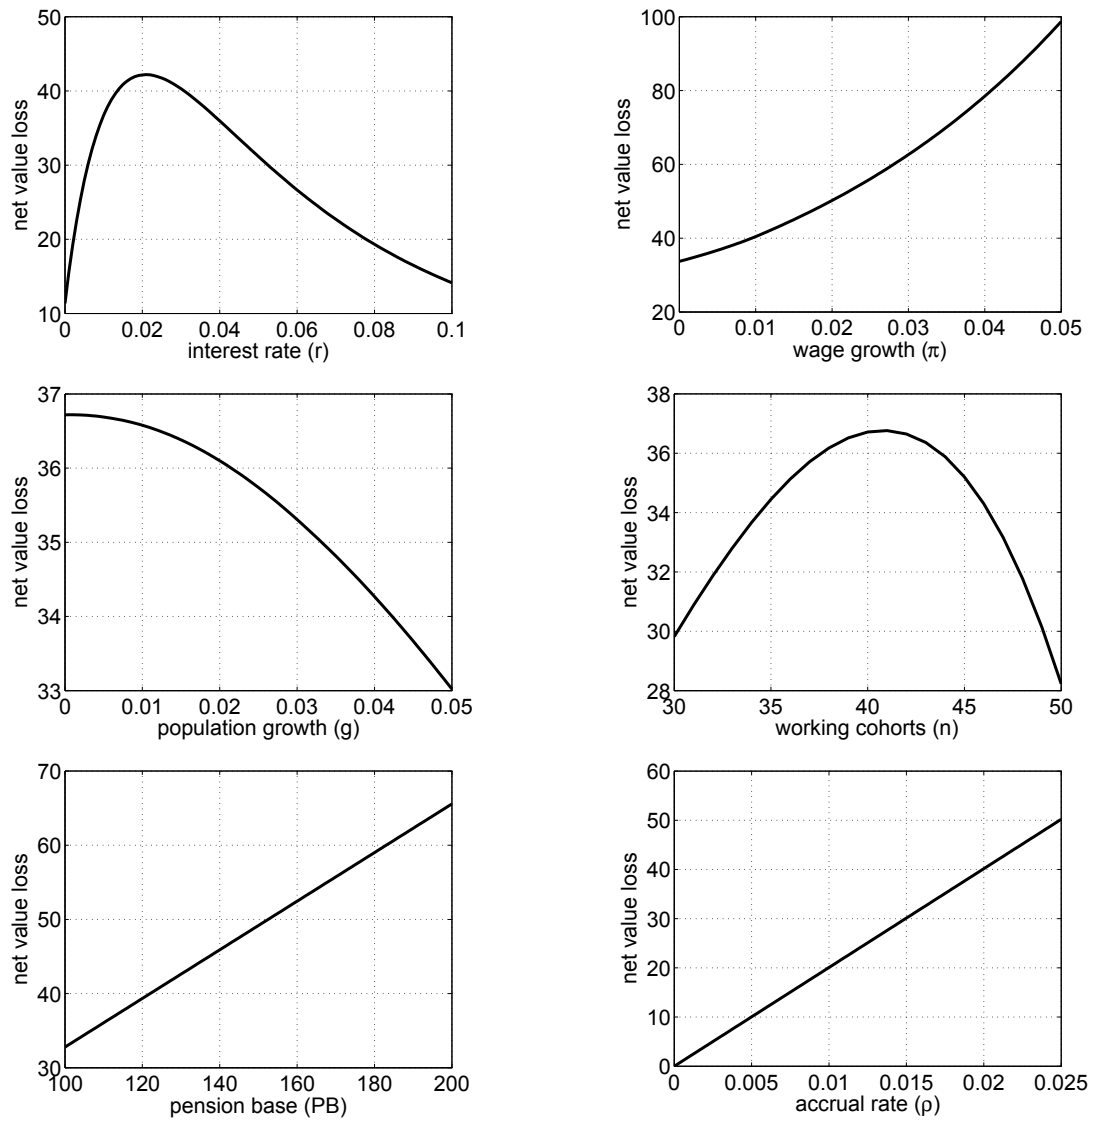 50
40
30
20
10
net value loss
0 0.02 0.04 0.06 0.08 0.1
interest rate (r)
100
80
60
40
20
net value loss
0 0.01 0.02 0.03 0.04 0.05
wage growth (π)
37
36
35
34
33
net value loss
0 0.01 0.02 0.03 0.04 0.05
population growth (g)
38
36
34
32
30
28
net value loss
30 35 40 45 50
working cohorts (n)
70
60
50
40
30
net value loss
100 120 140 160 180 200
pension base (PB)
60
50
40
30
20
10
0
net value loss
0 0.005 0.01 0.015 0.02 0.025
accrual rate (ρ)